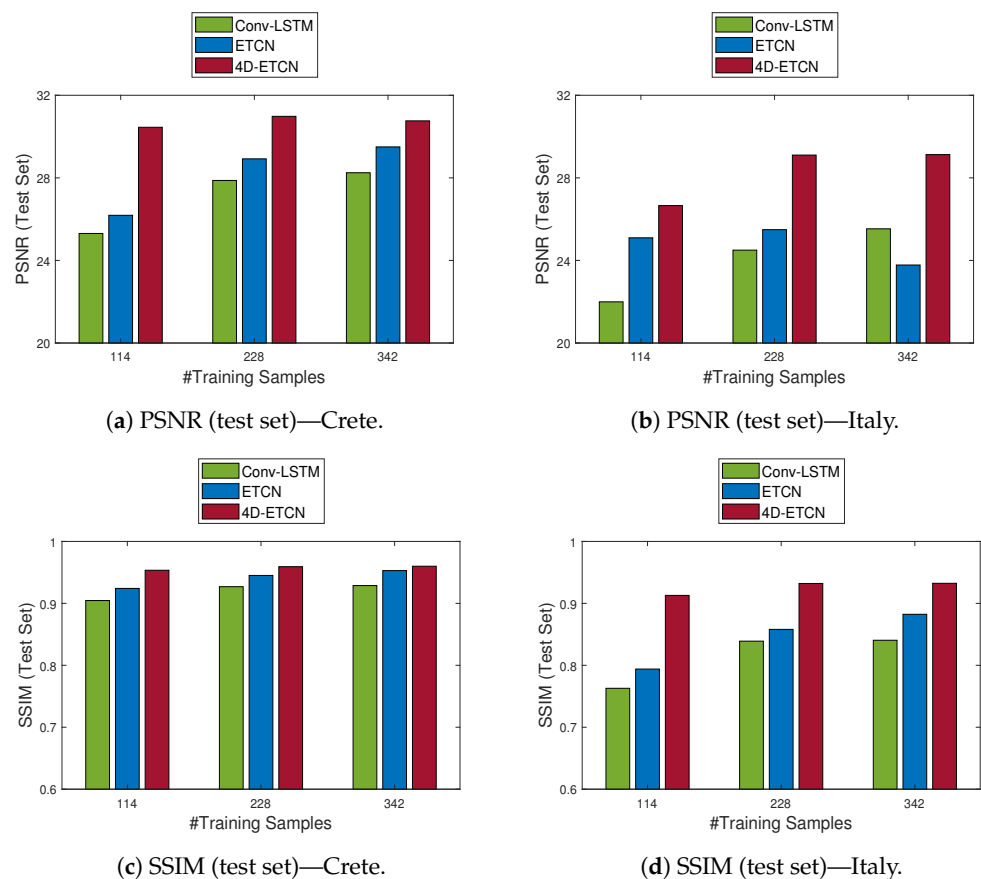 Conv-LSTM
ETCN
4D-ETCN
32
28
24
20
PSNR (Test Set)
114
228
342
#Training Samples
(a) PSNR (test set)—Crete.
Conv-LSTM
ETCN
4D-ETCN
32
28
24
20
PSNR (Test Set)
114
228
342
#Training Samples
(b) PSNR (test set)—Italy.
Conv-LSTM
ETCN
4D-ETCN
1
0.9
0.8
0.7
0.6
SSIM (Test Set)
114
228
342
#Training Samples
(c) SSIM (test set)—Crete.
Conv-LSTM
ETCN
4D-ETCN
1
0.9
0.8
0.7
0.6
SSIM (Test Set)
114
228
342
#Training Samples
(d) SSIM (test set)—Italy.